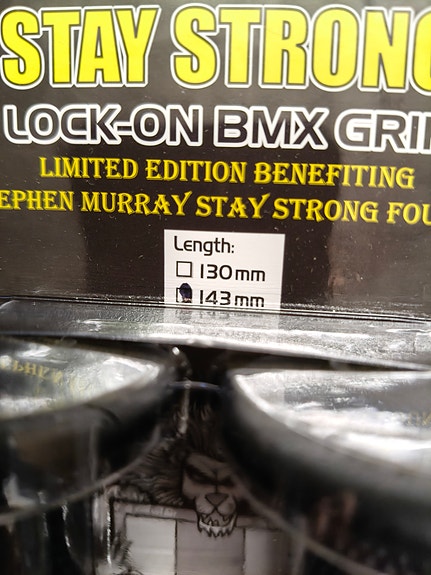 STAY STRONG
LOCK-ON BMX GRI
LIMITED EDITION BENEFITING
EPHEN MURRAY STAY STRONG FOU
Length:
130mm
143mm